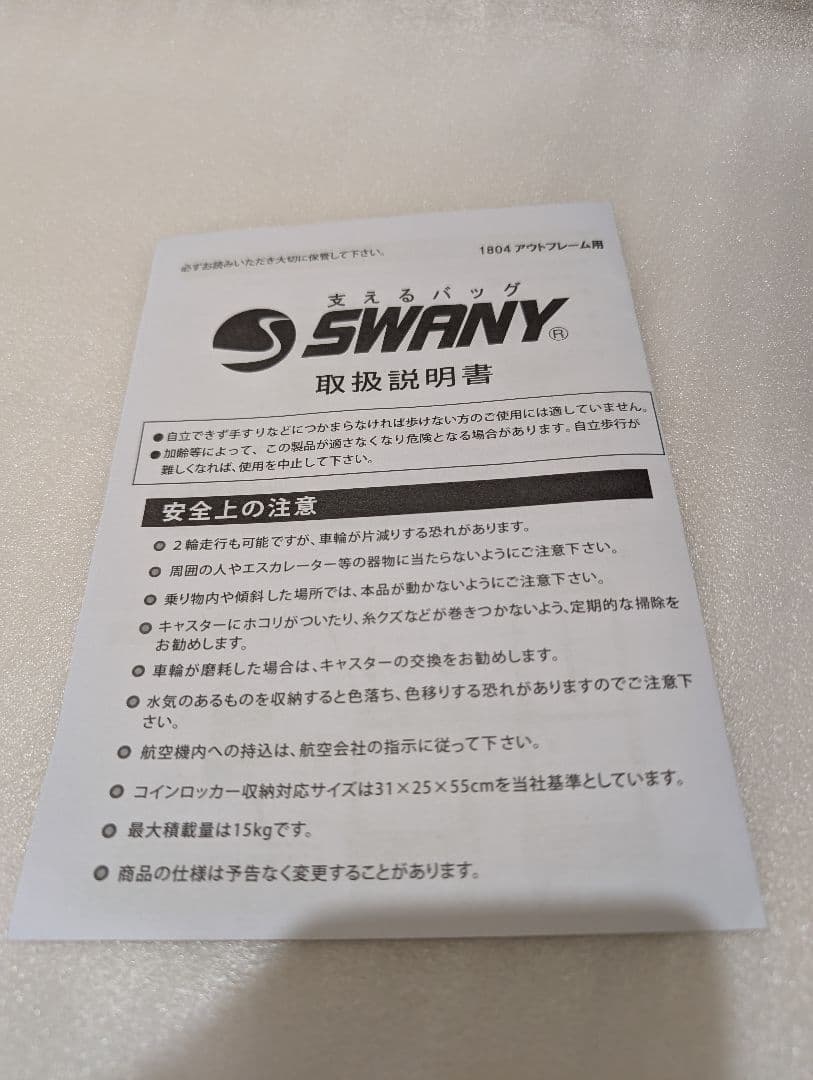 必ずお読みいただき大切に保管して下さい。
1804 アウトフレーム用
支えるバッグ
SWANY®
取扱説明書
●自立できず手すりなどにつかまらなければ歩けない方のご使用には適していません。
●加齢等によって、この製品が適さなくなり危険となる場合があります。自立歩行が
難しくなれば、使用を中止して下さい。
安全上の注意
●２輪走行も可能ですが、車輪が片減りする恐れがあります。
●周囲の人やエスカレーター等の器物に当たらないようにご注意下さい。
●乗り物内や傾斜した場所では、本品が動かないようにご注意下さい。
●キャスターにホコリがついたり、糸クズなどが巻きつかないよう、定期的な掃除を
お勧めします。
●車輪が磨耗した場合は、キャスターの交換をお勧めします。
●水気のあるものを収納すると色落ち、色移りする恐れがありますのでご注意下
さい。
●航空機内への持込は、航空会社の指示に従って下さい。
●コインロッカー収納対応サイズは31×25×55cmを当社基準としています。
●最大積載量は15kgです。
●商品の仕様は予告なく変更することがあります。